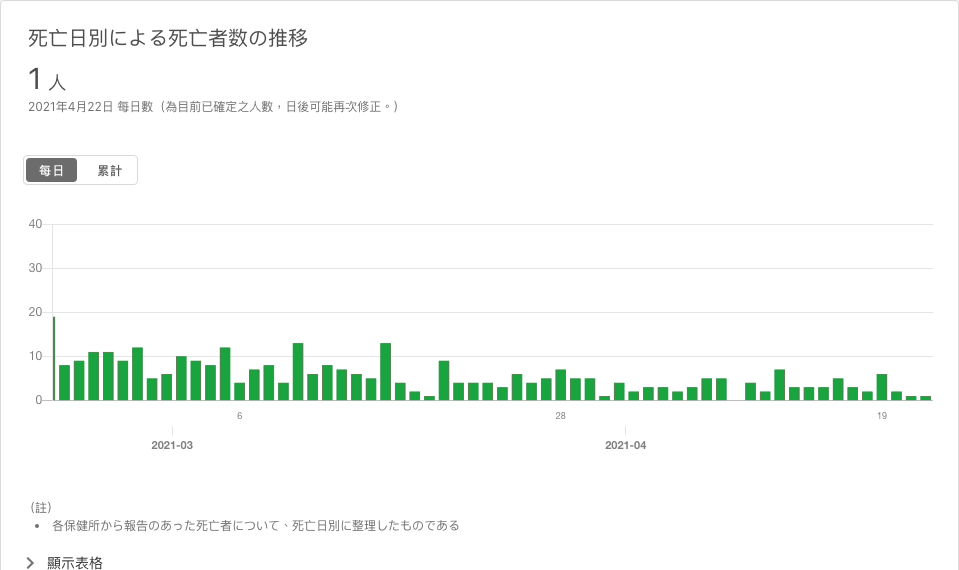 死亡日別による死亡者数の推移
1 人
2021年4月22日 每日數（為目前已確定之人數，日後可能再次修正。）
每日 累計
40
30
20
10
0
6 28 19
2021-03 2021-04
（註）
• 各保健所から報告のあった死亡者について、死亡日別に整理したものである
顯示表格